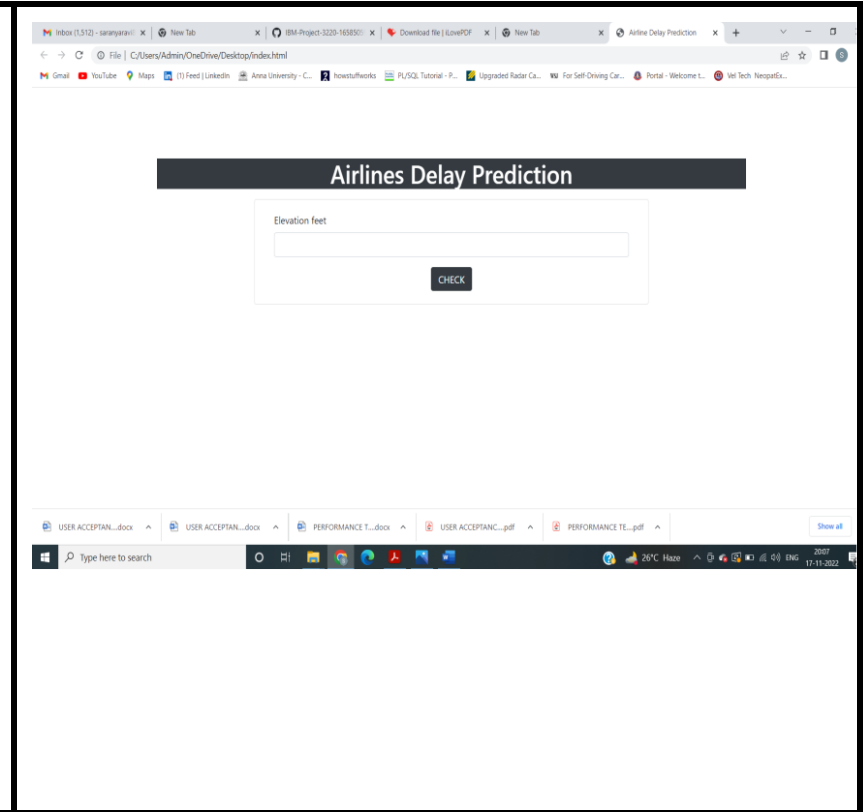 Inbox (1,512) - saranyaravi New Tab IBM-Project-3220-165850 Download file | iLovePDF New Tab Airline Delay Prediction
File | C:/Users/Admin/OneDrive/Desktop/index.html
Gmail YouTube Maps (1) Feed | LinkedIn Anna University - C... howstuffworks PL/SQL Tutorial - P... Upgraded Radar Ca... For Self-Driving Car... Portal - Welcome t... Vel Tech NeopatEx...
Airlines Delay Prediction
Elevation feet
CHECK
USER ACCEPTAN....docx USER ACCEPTAN....docx PERFORMANCE T....docx USER ACCEPTANC....pdf PERFORMANCE TE....pdf Show all
Type here to search 26°C Haze ENG 20:07
17-11-2022